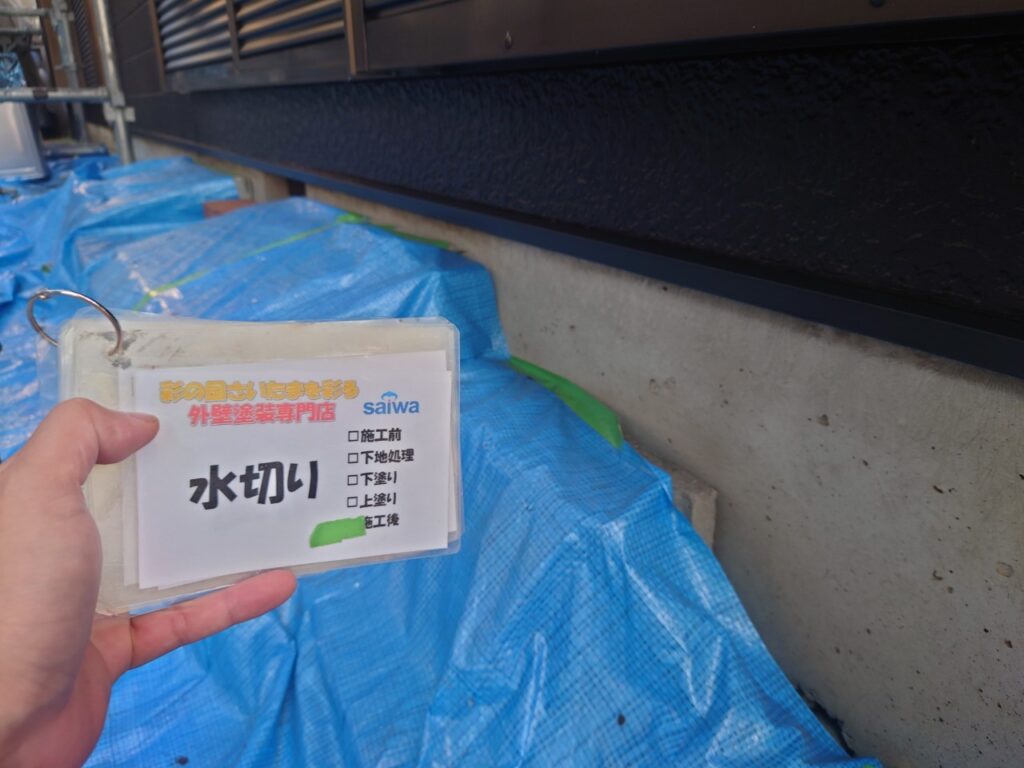 彩の国さいたまを彩る
外壁塗装専門店
saiwa
水切り
□施工前
□下地処理
□下塗り
□上塗り
施工後